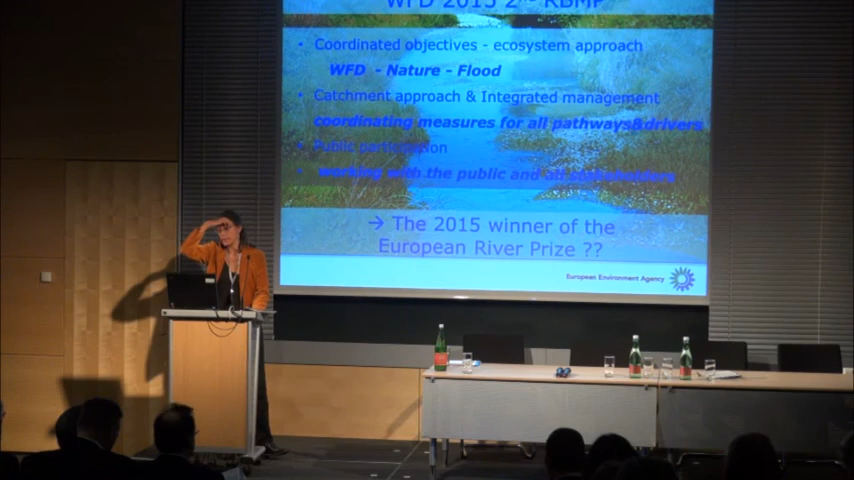 WFD 2015 2nd RBMP
• Coordinated objectives - ecosystem approach
WFD - Nature - Flood
• Catchment approach & Integrated management
coordinating measures for all pathways&drivers
• Public participation
• working with the public and all stakeholders
→ The 2015 winner of the
European River Prize ??
European Environment Agency